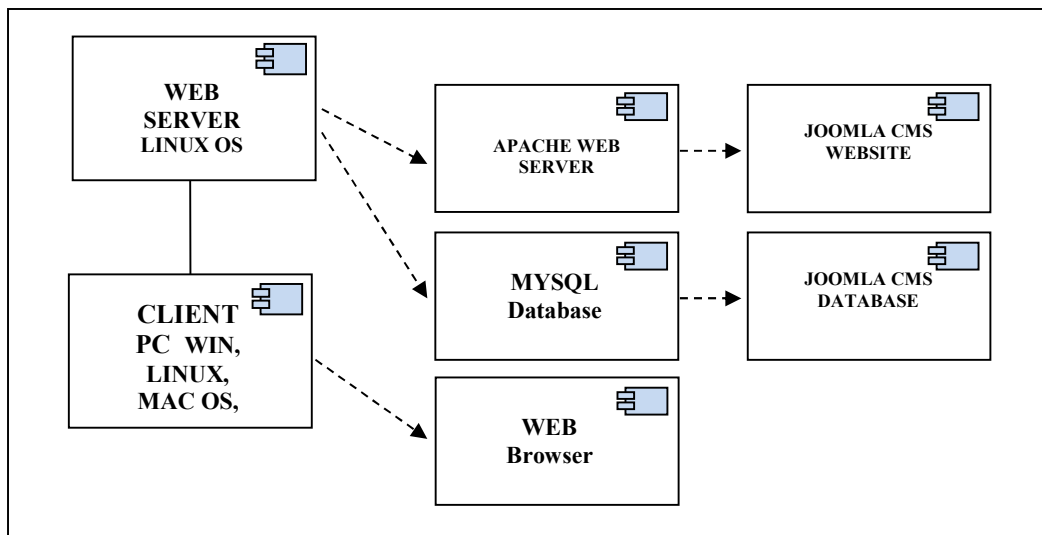 WEB
SERVER
LINUX OS
APACHE WEB
SERVER
JOOMLA CMS
WEBSITE
CLIENT
PC WIN,
LINUX,
MAC OS,
MYSQL
Database
JOOMLA CMS
DATABASE
WEB
Browser